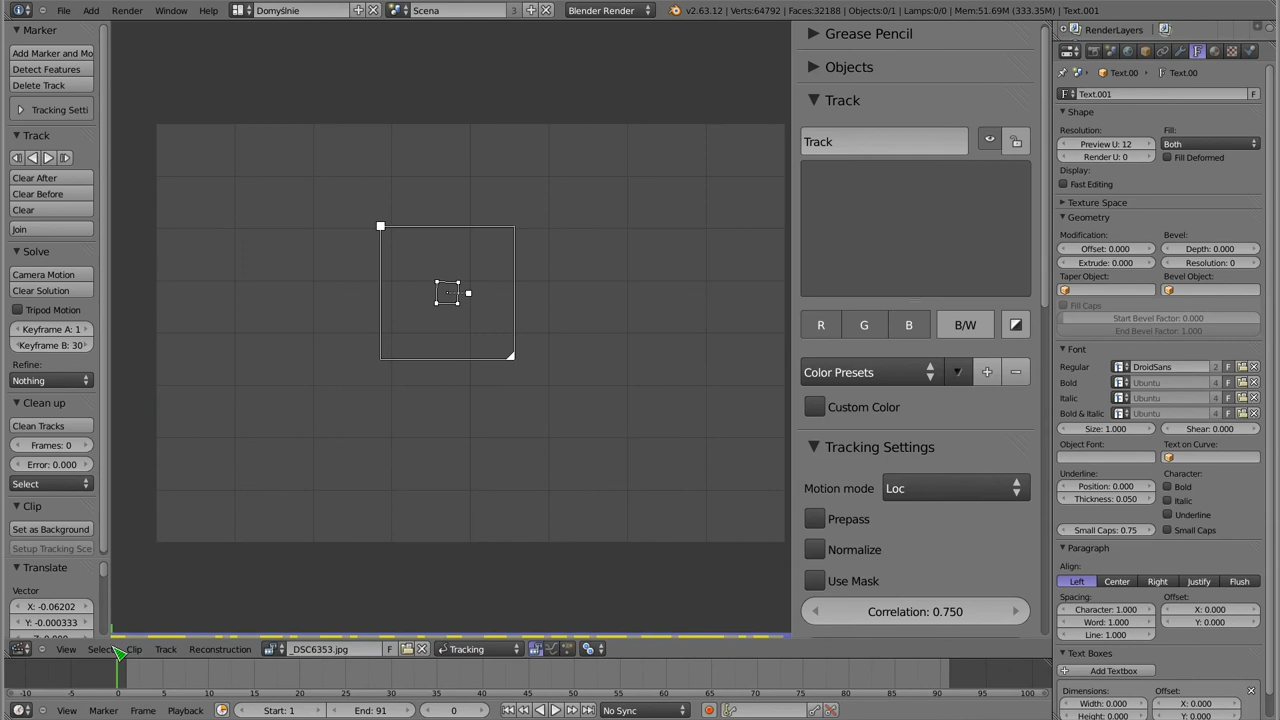 File Add Render Window Help Domyślnie Scena 3 Blender Render v2.63.12 | Verts:64792 | Faces:32188 | Objects:0/1 | Lamps:0/0 | Mem:51.69M (333.35M) | Text.001
Marker
Add Marker and Mo
Detect Features
Delete Track
Tracking Setti
Track
Clear After
Clear Before
Clear
Join
Solve
Camera Motion
Clear Solution
Tripod Motion
Keyframe A: 1
Keyframe B: 30
Refine:
Nothing
Clean up
Clean Tracks
Frames: 0
Error: 0.000
Select
Clip
Set as Background
Setup Tracking Sce
Translate
Vector
X: -0.06202
Y: -0.000333
Grease Pencil
Objects
Track
Track
R G B B/W
Color Presets
Custom Color
Tracking Settings
Motion mode Loc
Prepass
Normalize
Use Mask
Correlation: 0.750
RenderLayers
Text.00 Text.00
F Text.001 F
Shape
Resolution: Fill:
Preview U: 12 Both
Render U: 0 Fill Deformed
Display:
Fast Editing
Texture Space
Geometry
Modification: Bevel:
Offset: 0.000 Depth: 0.000
Extrude: 0.000 Resolution: 0
Taper Object: Bevel Object:
Fill Caps
Start Bevel Factor: 0.000
End Bevel Factor: 1.000
Font
Regular DroidSans 2 F
Bold Ubuntu 4 F
Italic Ubuntu 4 F
Bold & Italic Ubuntu 4 F
Size: 1.000 Shear: 0.000
Object Font: Text on Curve:
Underline: Character:
Position: 0.000 Bold
Thickness: 0.050 Italic
Underline
Small Caps: 0.75 Small Caps
Paragraph
Align:
Left Center Right Justify Flush
Spacing: Offset:
Character: 1.000 X: 0.000
Word: 1.000 Y: 0.000
Line: 1.000
Text Boxes
Add Textbox
Dimensions: Offset:
Width: 0.000 X: 0.000
Height: 0.000 Y: 0.000
View Select Clip Track Reconstruction _DSC6353.jpg F Tracking
-10 -5 0 5 10 15 20 25 30 35 40 45 50 55 60 65 70 75 80 85 90 95 100
View Marker Frame Playback Start: 1 End: 91 0 No Sync